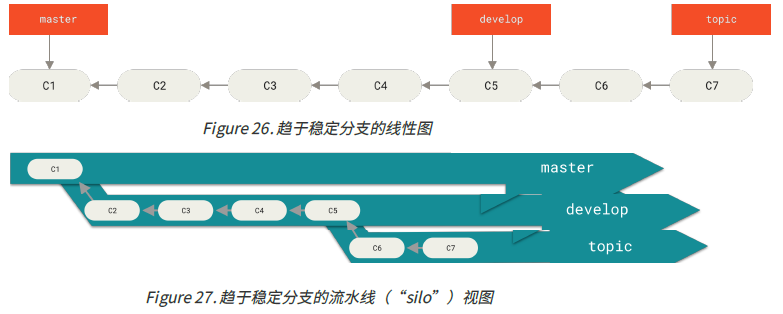 master develop topic
C1 C2 C3 C4 C5 C6 C7
Figure 26. 趋于稳定分支的线性图
C1 master
C2 C3 C4 C5 develop
C6 C7 topic
Figure 27. 趋于稳定分支的流水线（“silo”）视图